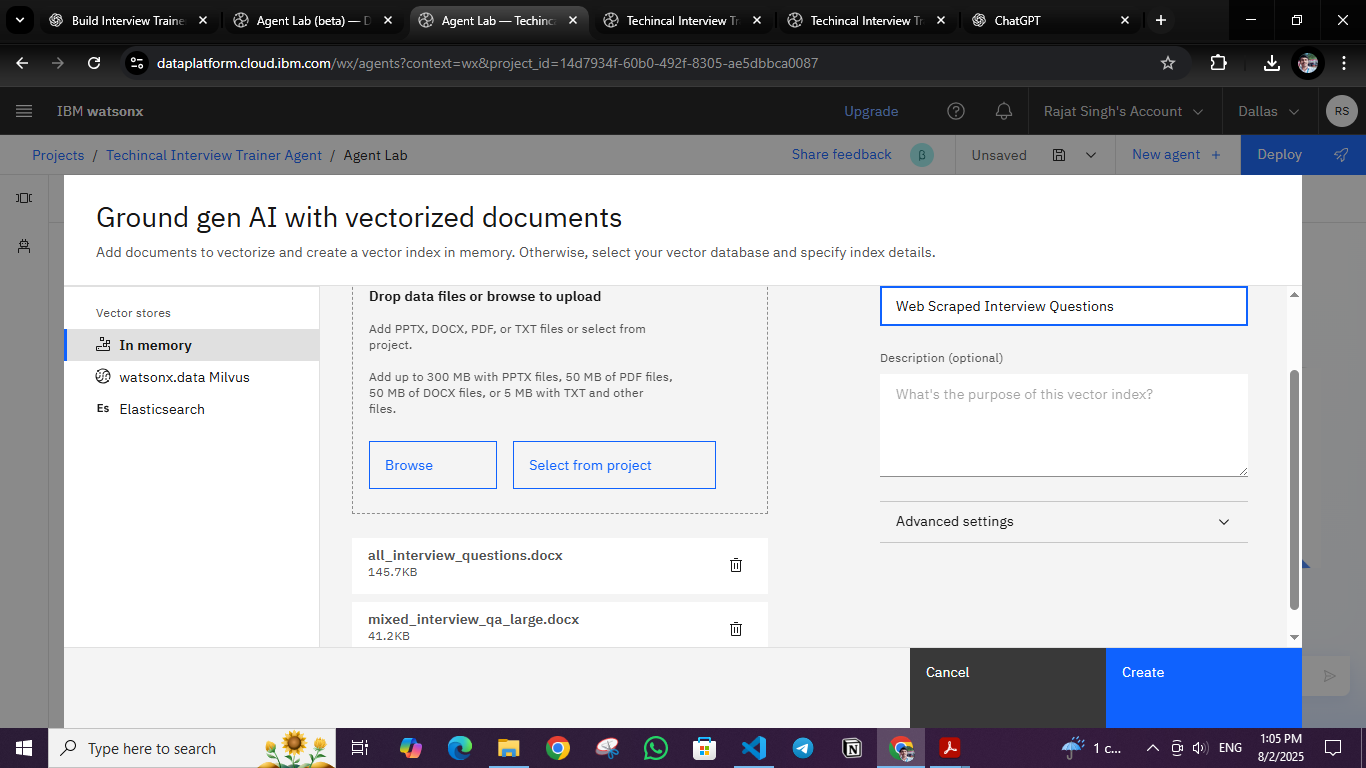 Build Interview Traine
Agent Lab (beta) — D
Agent Lab — Techinc
Techincal Interview Tr
Techincal Interview Tr
ChatGPT
dataplatform.cloud.ibm.com/wx/agents?context=wx&project_id=14d7934f-60b0-492f-8305-ae5dbbca0087
IBM watsonx
Upgrade
Rajat Singh's Account
Dallas
RS
Projects / Techincal Interview Trainer Agent / Agent Lab
Share feedback
β
Unsaved
New agent +
Deploy
Ground gen AI with vectorized documents
Add documents to vectorize and create a vector index in memory. Otherwise, select your vector database and specify index details.
Vector stores
In memory
watsonx.data Milvus
Es Elasticsearch
Drop data files or browse to upload
Add PPTX, DOCX, PDF, or TXT files or select from
project.
Add up to 300 MB with PPTX files, 50 MB of PDF files,
50 MB of DOCX files, or 5 MB with TXT and other
files.
Browse
Select from project
all_interview_questions.docx
145.7KB
mixed_interview_qa_large.docx
41.2KB
Web Scraped Interview Questions
Description (optional)
What's the purpose of this vector index?
Advanced settings
Cancel
Create
Type here to search
1 c...
ENG
1:05 PM
8/2/2025